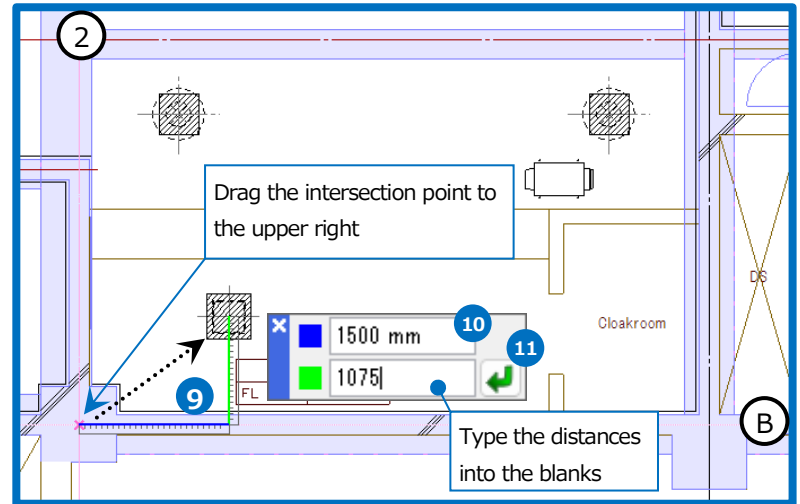 2
Drag the intersection point to
the upper right
DS
1500 mm
10
Cloakroom
11
1075
9
FL
B
Type the distances
into the blanks